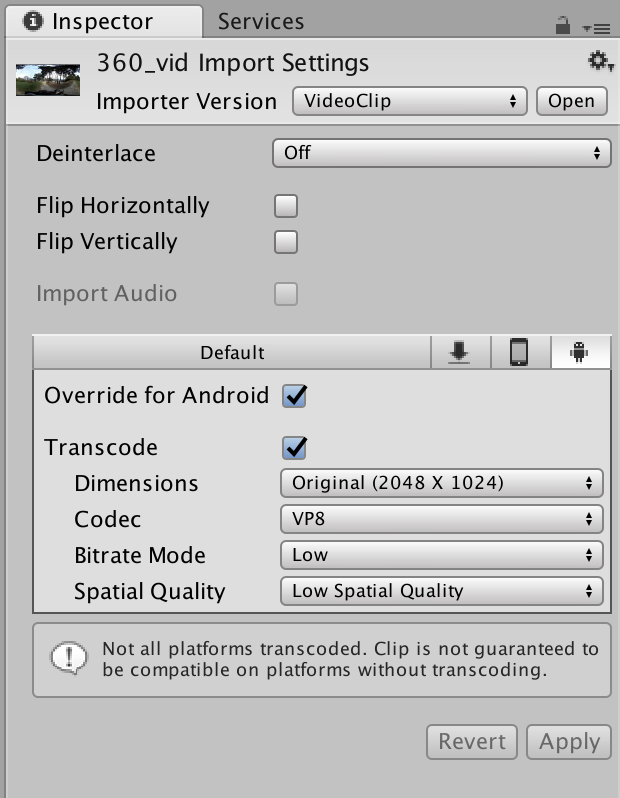 Inspector Services
360_vid Import Settings
Importer Version VideoClip Open
Deinterlace Off
Flip Horizontally
Flip Vertically
Import Audio
Default
Override for Android
Transcode
Dimensions Original (2048 X 1024)
Codec VP8
Bitrate Mode Low
Spatial Quality Low Spatial Quality
Not all platforms transcoded. Clip is not guaranteed to
be compatible on platforms without transcoding.
Revert Apply